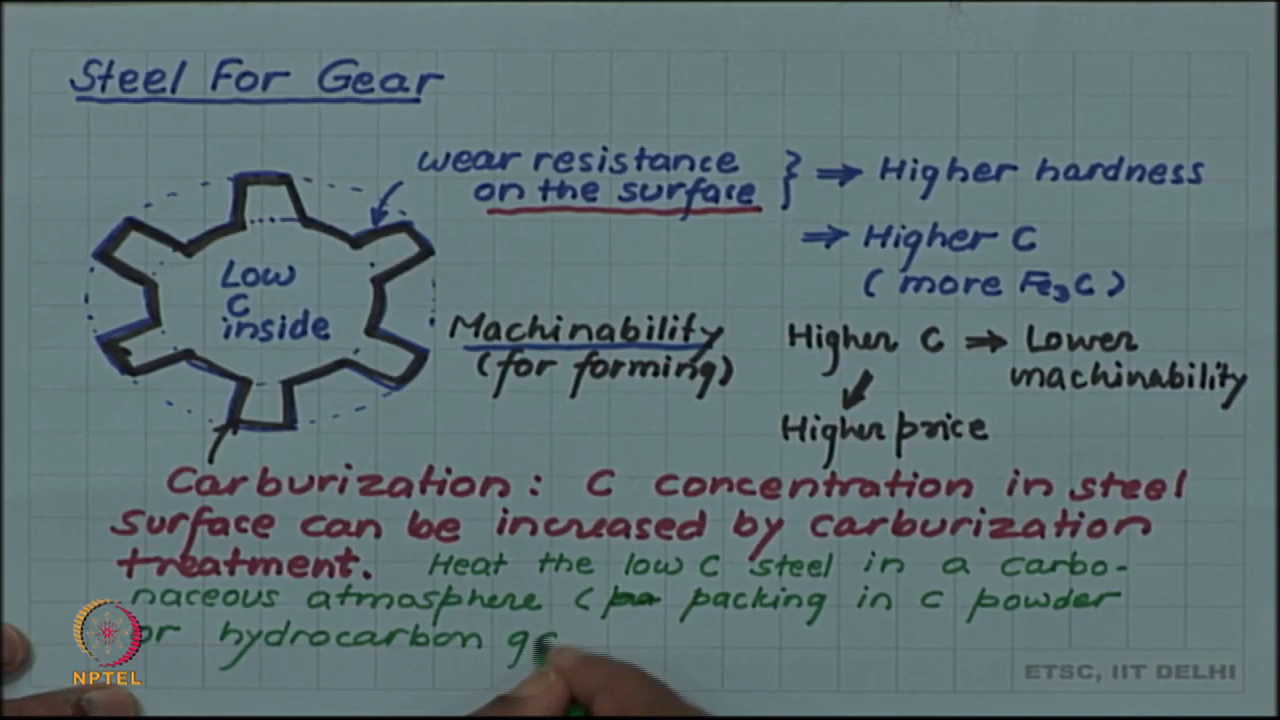 Steel For Gear
wear resistance
on the surface
} ⇒ Higher hardness
⇒ Higher C
(more Fe₃C)
Low
C
inside
Machinability
(for forming)
Higher C ⇒ Lower
machinability
Higher price
Carburization: C concentration in steel
surface can be increased by carburization
treatment. Heat the low C steel in a carbo-
naceous atmosphere ( packing in C powder
or hydrocarbon
NPTEL
ETSC, IIT DELHI